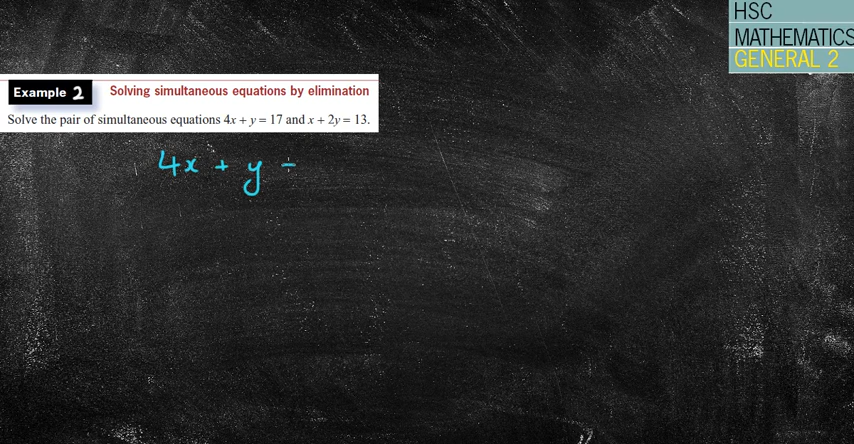 HSC
MATHEMATICS
GENERAL 2
Example 2 Solving simultaneous equations by elimination
Solve the pair of simultaneous equations 4x + y = 17 and x + 2y = 13.
4x + y =